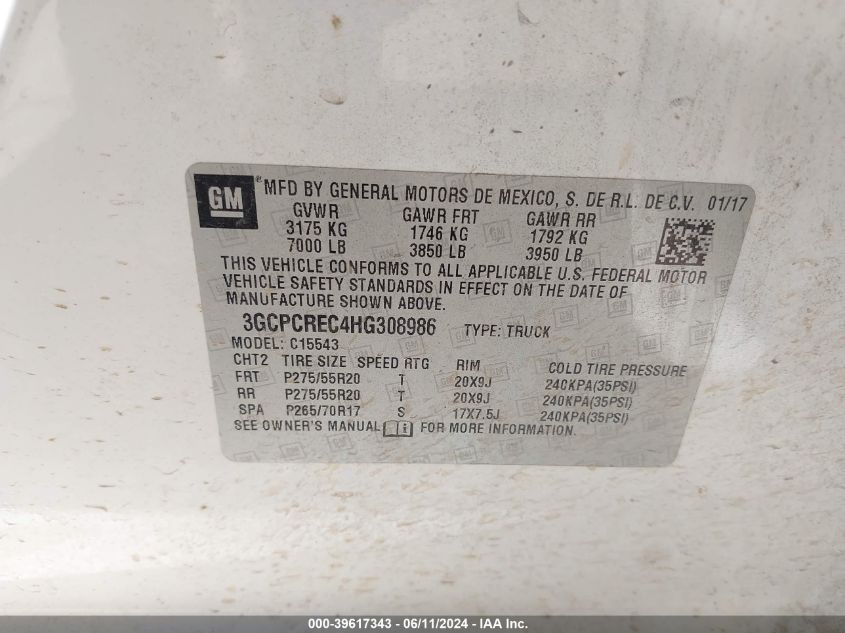 GM ® MFD BY GENERAL MOTORS DE MEXICO, S. DE R.L. DE C.V. 01/17
GVWR GAWR FRT GAWR RR
3175 KG 1746 KG 1792 KG
7000 LB 3850 LB 3950 LB
THIS VEHICLE CONFORMS TO ALL APPLICABLE U.S. FEDERAL MOTOR
VEHICLE SAFETY STANDARDS IN EFFECT ON THE DATE OF
MANUFACTURE SHOWN ABOVE.
3GCPCREC4HG308986 TYPE: TRUCK
MODEL: C15543
CHT2 TIRE SIZE SPEED RTG RIM COLD TIRE PRESSURE
FRT P275/55R20 T 20X9J 240KPA(35PSI)
RR P275/55R20 T 20X9J 240KPA(35PSI)
SPA P265/70R17 S 17X7.5J 240KPA(35PSI)
SEE OWNER'S MANUAL i FOR MORE INFORMATION.
000-39617343 - 06/11/2024 - IAA Inc.